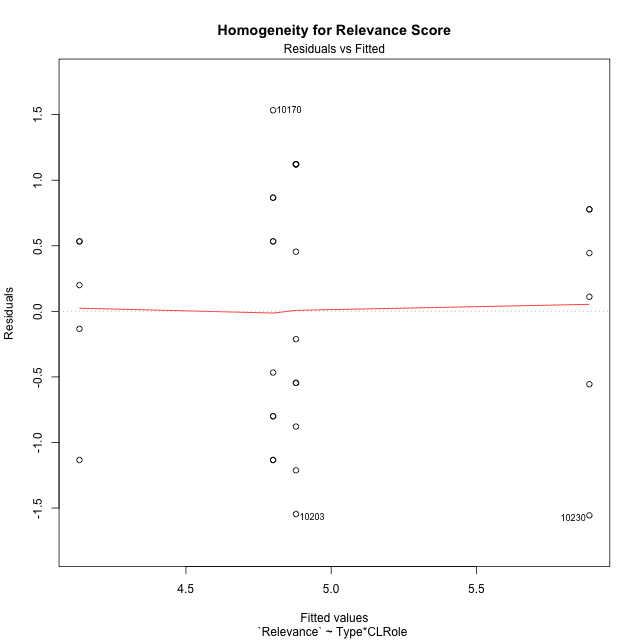 Homogeneity for Relevance Score
Residuals vs Fitted
1.5
1.0
0.5
0.0
-0.5
-1.0
-1.5
Residuals
10170
10203
10230
4.5 5.0 5.5
Fitted values
`Relevance` ~ Type*CLRole